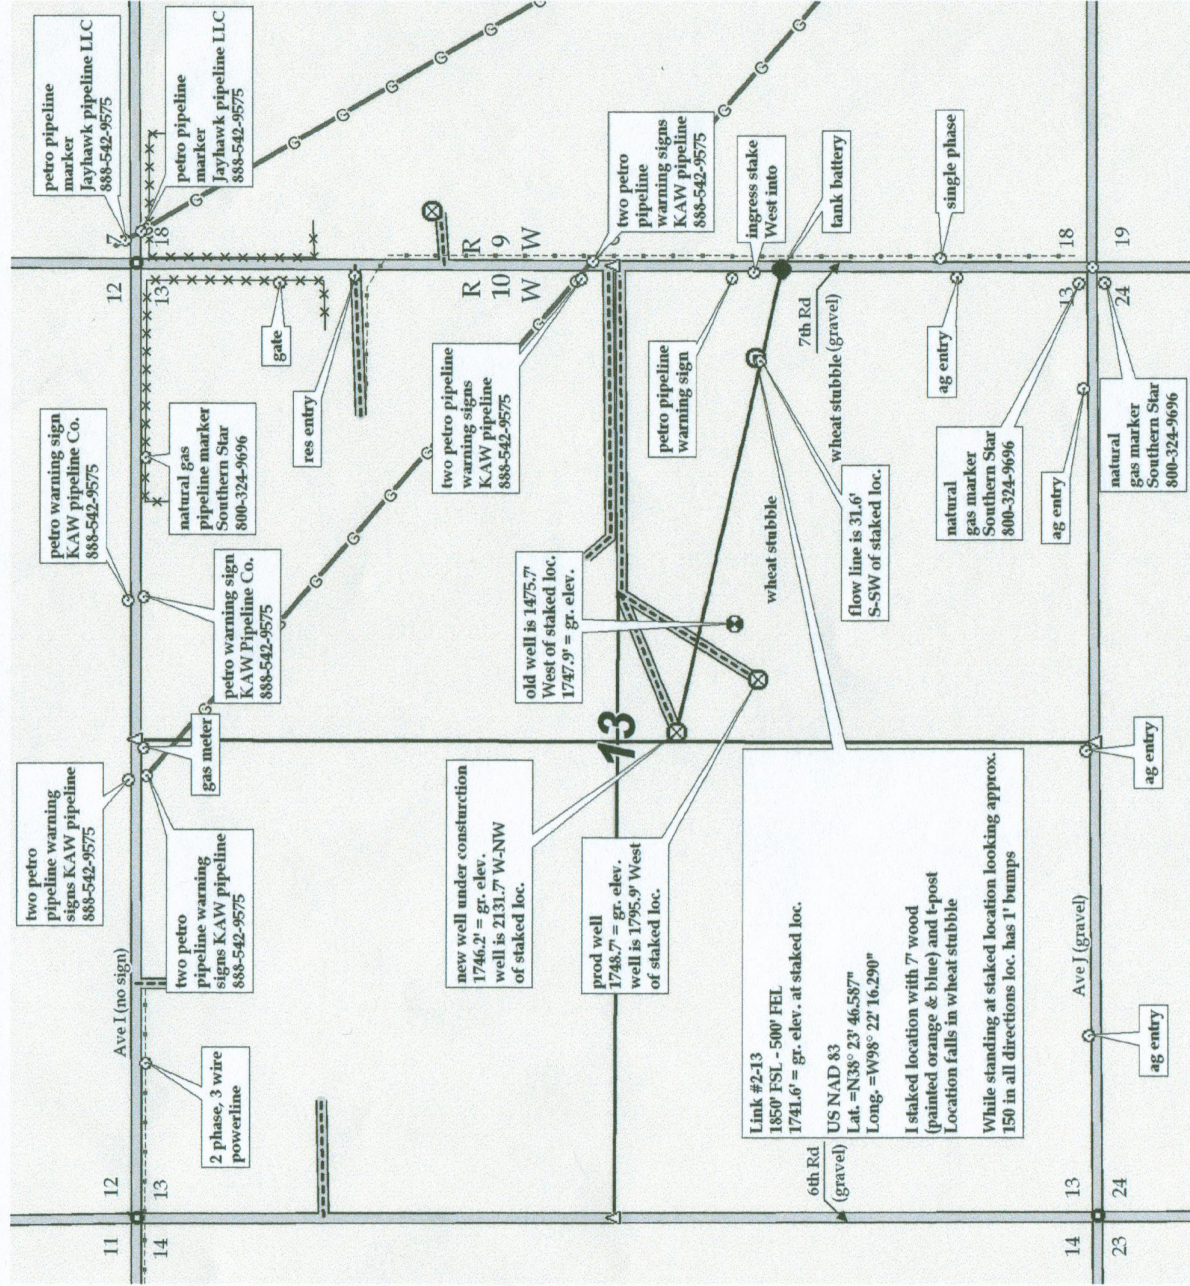 petro pipeline
marker
Jayhawk pipeline LLC
888-542-9575
petro pipeline
marker
Jayhawk pipeline LLC
888-542-9575
petro warning sign
KAW pipeline Co.
888-542-9575
natural gas
pipeline marker
Southern Star
800-324-9696
petro warning sign
KAW Pipeline Co.
888-542-9575
gas meter
two petro
pipeline warning
signs KAW pipeline
888-542-9575
two petro
pipeline warning
signs KAW pipeline
888-542-9575
Ave I (no sign)
2 phase, 3 wire
powerline
11
12
14
13
12
7
13
18
gate
res entry
R
10
W
R
9
W
two petro pipeline
warning signs
KAW pipeline
888-542-9575
two petro
pipeline
warning signs
KAW pipeline
888-542-9575
old well is 1475.7'
West of staked loc.
1747.9' = gr. elev.
13
new well under consturction
1746.2' = gr. elev.
well is 2131.7' W-NW
of staked loc.
prod well
1748.7' = gr. elev.
well is 1795.9' West
of staked loc.
petro pipeline
warning sign
ingress stake
West into
tank battery
wheat stubble
wheat stubble
7th Rd
(gravel)
flow line is 31.6'
S-SW of staked loc.
single phase
ag entry
Link #2-13
1850' FSL - 500' FEL
1741.6' = gr. elev. at staked loc.
US NAD 83
Lat. =N38° 23' 46.587"
Long. =W98° 22' 16.290"
I staked location with 7' wood
(painted orange & blue) and t-post
Location falls in wheat stubble
While standing at staked location looking approx.
150 in all directions loc. has 1' bumps
6th Rd
(gravel)
natural
gas marker
Southern Star
800-324-9696
ag entry
natural
gas marker
Southern Star
800-324-9696
Ave J (gravel)
ag entry
ag entry
14
13
23
24
13
18
24
19